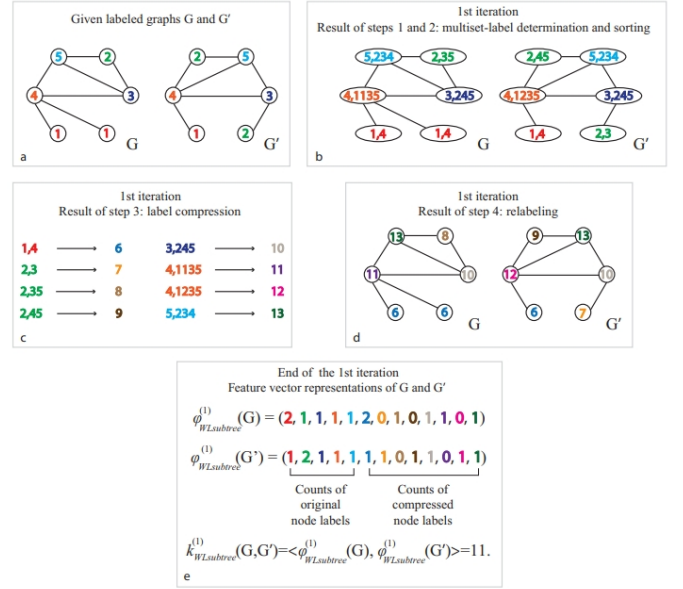 Given labeled graphs G and G′
5 2 2 5
4 3 4 3
1 1 1 2
G G′
a
1st iteration
Result of steps 1 and 2: multiset-label determination and sorting
5,234 2,35 2,45 5,234
4,1135 3,245 4,1235 3,245
1,4 1,4 1,4 2,3
G G′
b
1st iteration
Result of step 3: label compression
1,4 → 6 3,245 → 10
2,3 → 7 4,1135 → 11
2,35 → 8 4,1235 → 12
2,45 → 9 5,234 → 13
c
1st iteration
Result of step 4: relabeling
13 8 9 13
11 10 12 10
6 6 6 7
G G′
d
End of the 1st iteration
Feature vector representations of G and G′
φ(1)WLsubtree(G) = (2, 1, 1, 1, 1, 2, 0, 1, 0, 1, 1, 0, 1)
φ(1)WLsubtree(G’) = (1, 2, 1, 1, 1, 1, 1, 0, 1, 1, 0, 1, 1)
Counts of Counts of
original compressed
node labels node labels
k(1)WLsubtree(G,G′)=<φ(1)WLsubtree(G), φ(1)WLsubtree(G′)>=11.
e